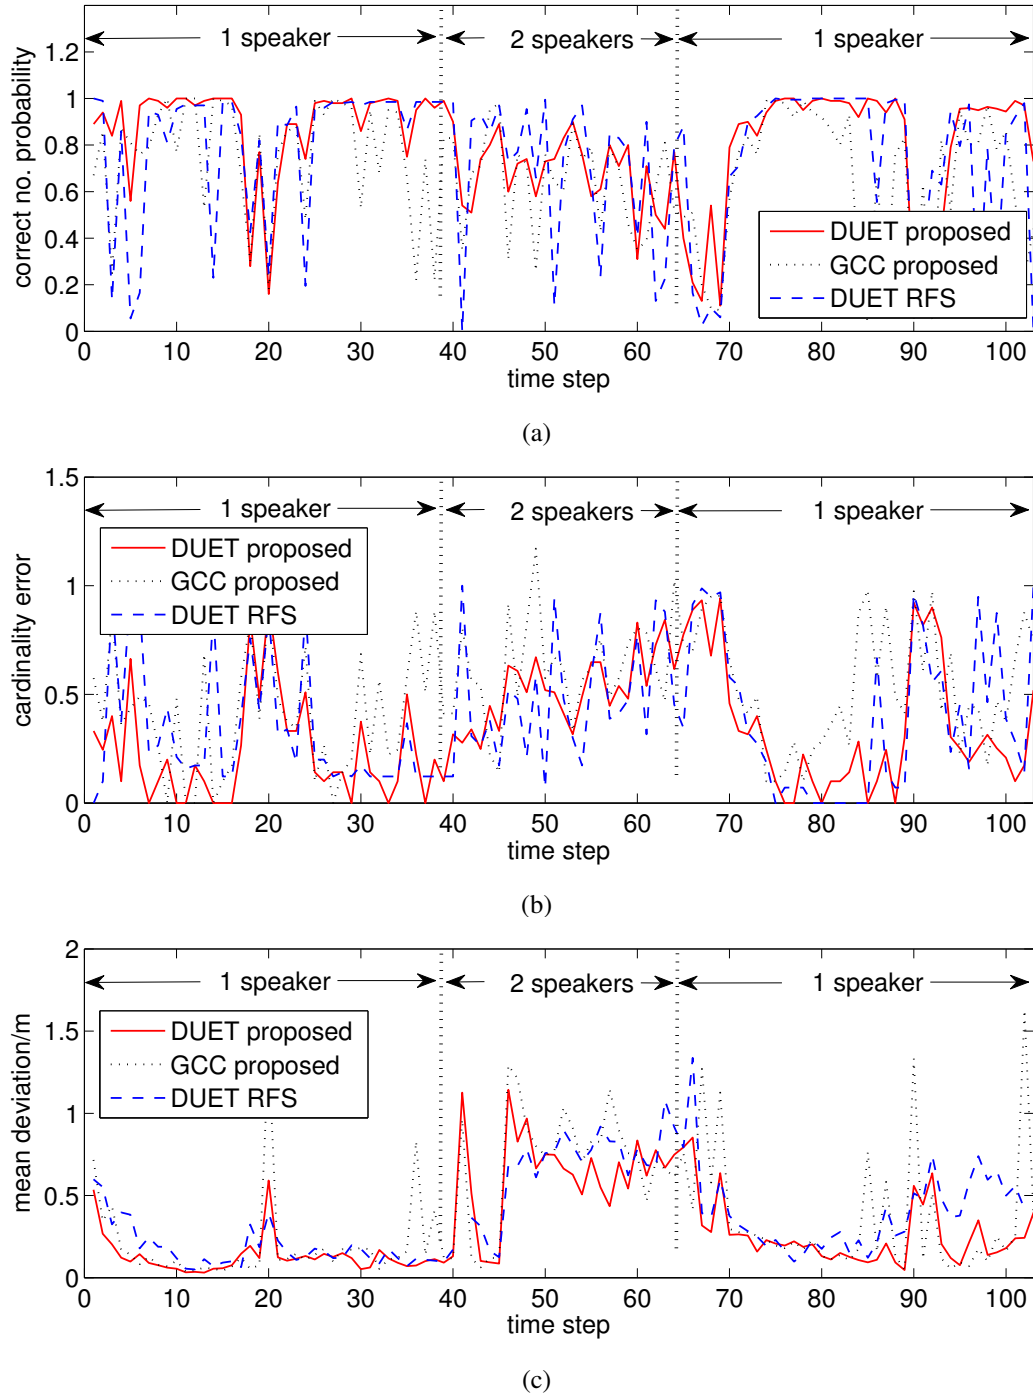 correct no. probability
1 speaker
2 speakers
1 speaker
1.2
1
0.8
0.6
0.4
0.2
0
DUET proposed
GCC proposed
DUET RFS
0 10 20 30 40 50 60 70 80 90 100
time step
(a)
cardinality error
1 speaker
2 speakers
1 speaker
1.5
1
0.5
0
DUET proposed
GCC proposed
DUET RFS
0 10 20 30 40 50 60 70 80 90 100
time step
(b)
mean deviation/m
1 speaker
2 speakers
1 speaker
2
1.5
1
0.5
0
DUET proposed
GCC proposed
DUET RFS
0 10 20 30 40 50 60 70 80 90 100
time step
(c)